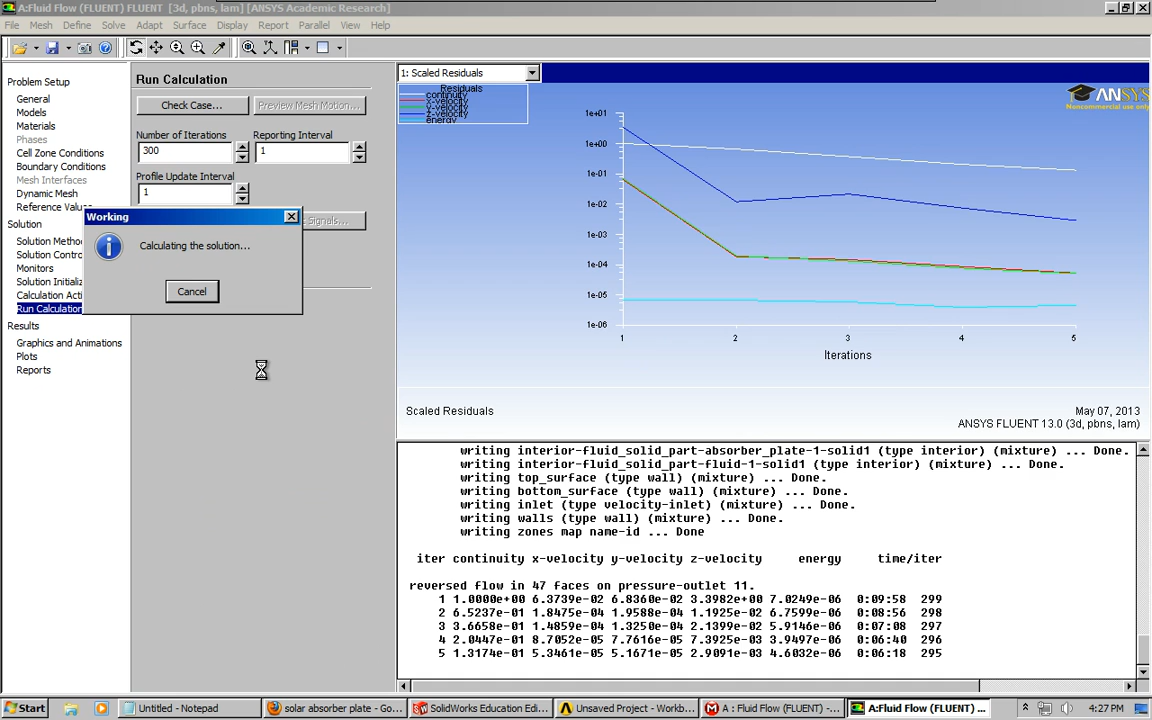 A:Fluid Flow (FLUENT) FLUENT  [3d, pbns, lam]  [ANSYS Academic Research]
File Mesh Define Solve Adapt Surface Display Report Parallel View Help
Problem Setup
General
Models
Materials
Phases
Cell Zone Conditions
Boundary Conditions
Mesh Interfaces
Dynamic Mesh
Reference Values
Solution
Solution Metho
Solution Contro
Monitors
Solution Initializ
Calculation Acti
Run Calculation
Results
Graphics and Animations
Plots
Reports
Run Calculation
Check Case...
Preview Mesh Motion...
Number of Iterations
Reporting Interval
300
1
Profile Update Interval
1
Signals...
Working
Calculating the solution...
Cancel
1: Scaled Residuals
Residuals
continuity
x-velocity
y-velocity
z-velocity
energy
ANSYS
Noncommercial use only
1e+01
1e+00
1e-01
1e-02
1e-03
1e-04
1e-05
1e-06
1 2 3 4 5
Iterations
Scaled Residuals
May 07, 2013
ANSYS FLUENT 13.0 (3d, pbns, lam)
writing interior-fluid_solid_part-absorber_plate-1-solid1 (type interior) (mixture) ... Done.
writing interior-fluid_solid_part-fluid-1-solid1 (type interior) (mixture) ... Done.
writing top_surface (type wall) (mixture) ... Done.
writing bottom_surface (type wall) (mixture) ... Done.
writing inlet (type velocity-inlet) (mixture) ... Done.
writing walls (type wall) (mixture) ... Done.
writing zones map name-id ... Done
iter continuity x-velocity y-velocity z-velocity energy time/iter
reversed flow in 47 faces on pressure-outlet 11.
1 1.0000e+00 6.3739e-02 6.8360e-02 3.3982e+00 7.0249e-06 0:09:58 299
2 6.5237e-01 1.8475e-04 1.9588e-04 1.1925e-02 6.7599e-06 0:08:56 298
3 3.6658e-01 1.4859e-04 1.3250e-04 2.1399e-02 5.9146e-06 0:07:08 297
4 2.0447e-01 8.7052e-05 7.7616e-05 7.3925e-03 3.9497e-06 0:06:40 296
5 1.3174e-01 5.3461e-05 5.1671e-05 2.9091e-03 4.6032e-06 0:06:18 295
Start
Untitled - Notepad
solar absorber plate - Go...
SolidWorks Education Edi...
Unsaved Project - Workb...
A : Fluid Flow (FLUENT) -...
A:Fluid Flow (FLUENT) ...
4:27 PM